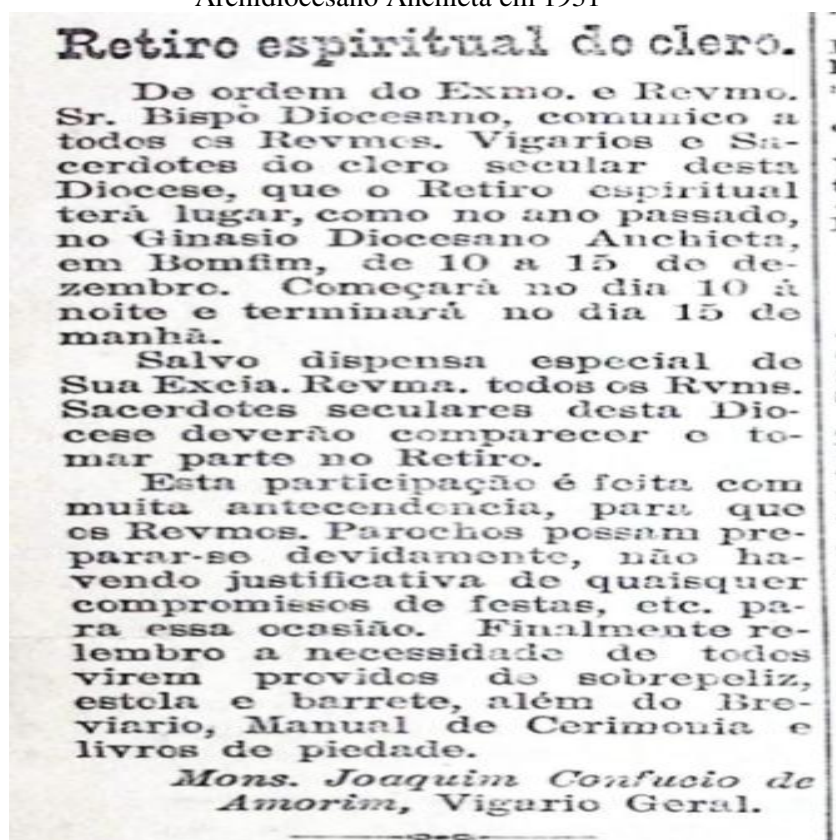 Archidiocesano Anchieta em 1931
Retiro espiritual do clero.
De ordem do Exmo. e Revmo.
Sr. Bispo Diocesano, comunico a
todos os Revmos. Vigarios e Sa-
cerdotes do clero secular desta
Diocese, que o Retiro espiritual
terá lugar, como no ano passado,
no Ginasio Diocesano Anchieta,
em Bomfim, de 10 a 15 de de-
zembro. Começará no dia 10 á
noite e terminará no dia 15 de
manhã.
Salvo dispensa especial de
Sua Excia. Revma. todos os Rvms.
Sacerdotes seculares desta Dio-
cese deverão comparecer e to-
mar parte no Retiro.
Esta participação é feita com
muita antecendencia, para que
os Revmos. Parochos possam pre-
parar-se devidamente, não ha-
vendo justificativa de quaisquer
compromissos de festas, etc. pa-
ra essa ocasião. Finalmente re-
lembro a necessidade de todos
virem providos de sobrepeliz,
estola e barrete, além do Bre-
viario, Manual de Cerimonia e
livros de piedade.
Mons. Joaquim Confucio de
Amorim, Vigario Geral.